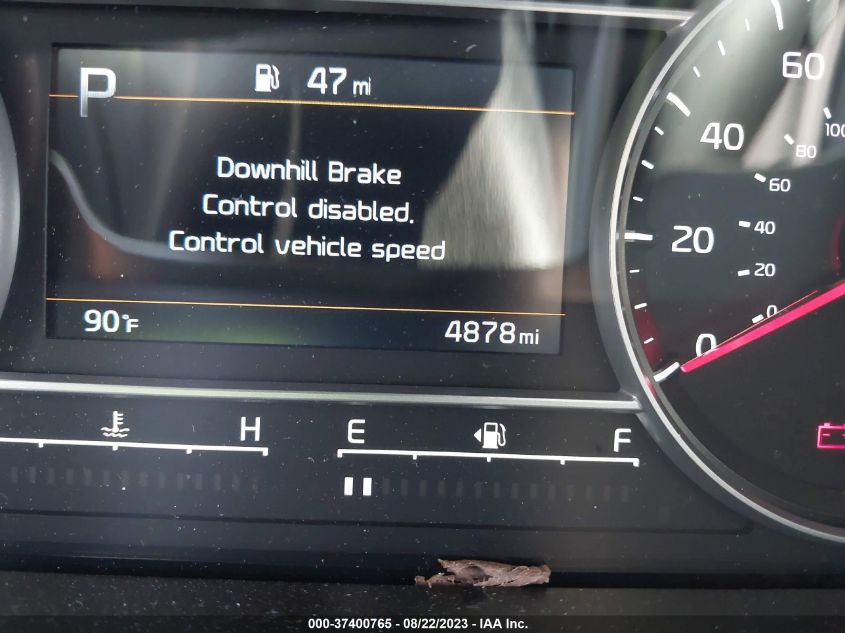 P 47 mi
Downhill Brake
Control disabled.
Control vehicle speed
90°F 4878 mi
H E F
60
40
20
0
100
80
60
40
20
0
000-37400765 - 08/22/2023 - IAA Inc.